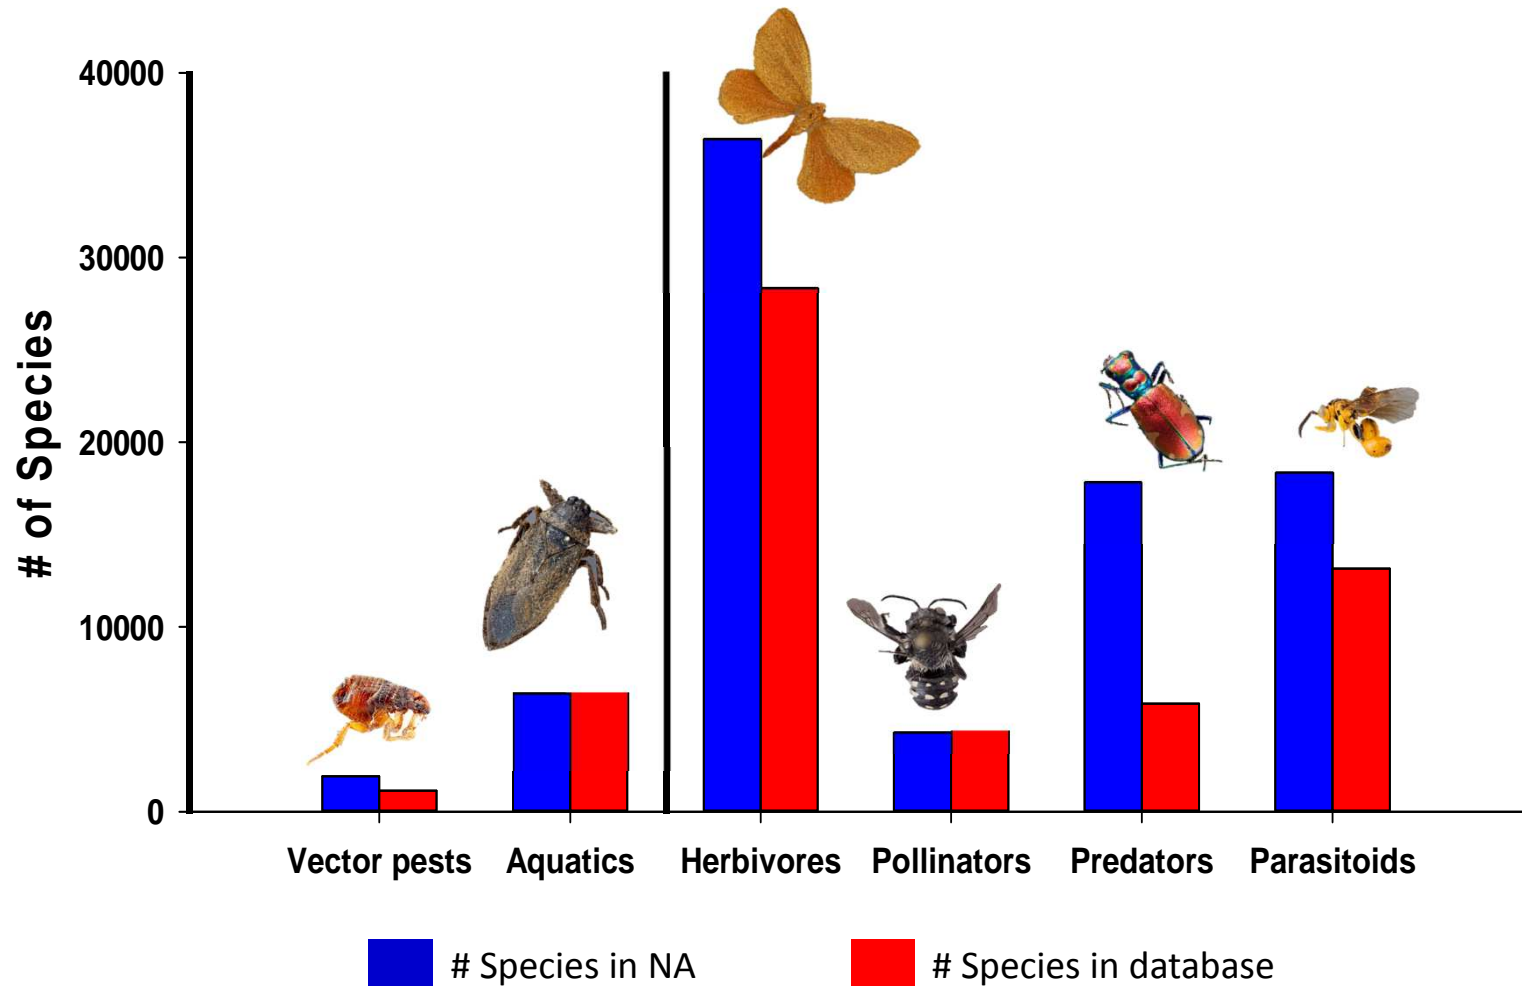 # of Species
40000
30000
20000
10000
0
Vector pests Aquatics Herbivores Pollinators Predators Parasitoids
# Species in NA # Species in database